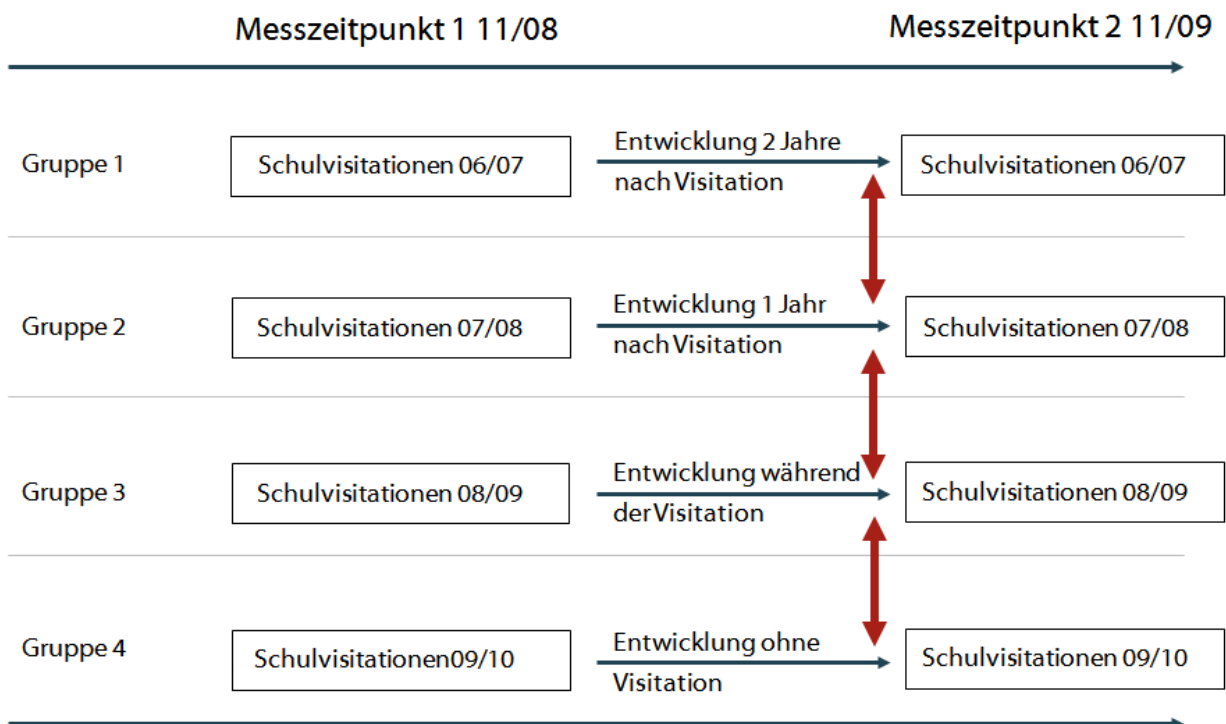 Messzeitpunkt 1 11/08
Messzeitpunkt 2 11/09
Gruppe 1
Schulvisitationen 06/07
Entwicklung 2 Jahre
nach Visitation
Schulvisitationen 06/07
Gruppe 2
Schulvisitationen 07/08
Entwicklung 1 Jahr
nach Visitation
Schulvisitationen 07/08
Gruppe 3
Schulvisitationen 08/09
Entwicklung während
der Visitation
Schulvisitationen 08/09
Gruppe 4
Schulvisitationen09/10
Entwicklung ohne
Visitation
Schulvisitationen 09/10